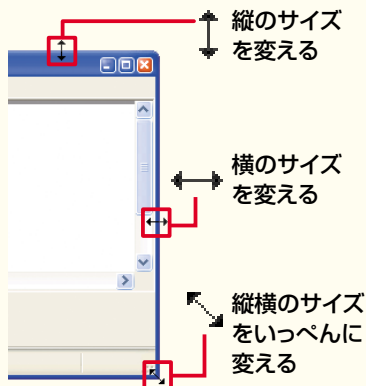 縦のサイズ
を変える
横のサイズ
を変える
縦横のサイズ
をいっぺんに
変える